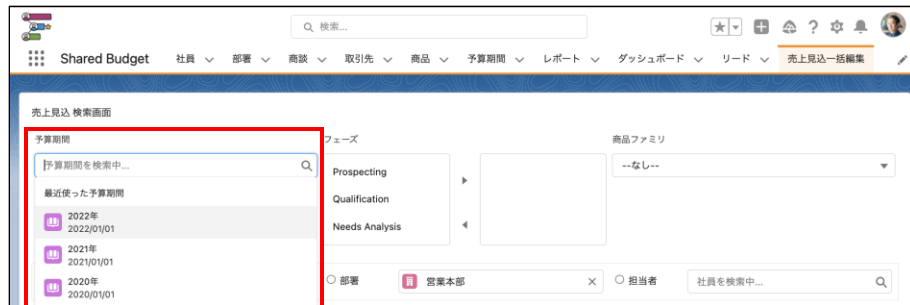 検索...
Shared Budget 社員 部署 商談 取引先 商品 予算期間 レポート ダッシュボード リード 売上見込一括編集
売上見込 検索画面
予算期間 フェーズ 商品ファミリ
予算期間を検索中... --なし--
Prospecting
最近使った予算期間
Qualification
2022年
2022/01/01
Needs Analysis
2021年
2021/01/01
2020年
2020/01/01
部署 営業本部 担当者 社員を検索中...